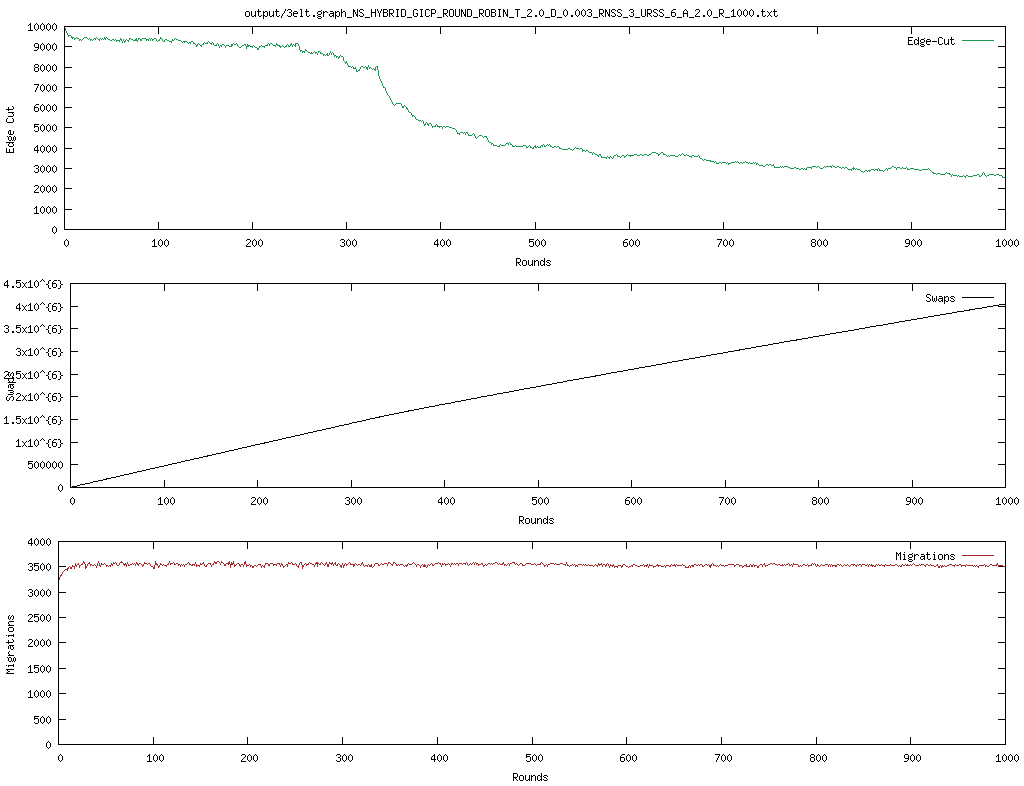 output/3elt.graph_NS_HYBRID_GICP_ROUND_ROBIN_T_2.0_D_0.003_RNSS_3_URSS_6_A_2.0_R_1000.txt
10000
9000
8000
7000
6000
5000
4000
3000
2000
1000
0
Edge Cut
Edge-Cut
0 100 200 300 400 500 600 700 800 900 1000
Rounds
4.5x10^{6}
4x10^{6}
3.5x10^{6}
3x10^{6}
2.5x10^{6}
2x10^{6}
1.5x10^{6}
1x10^{6}
500000
0
Swaps
Swaps
0 100 200 300 400 500 600 700 800 900 1000
Rounds
4000
3500
3000
2500
2000
1500
1000
500
0
Migrations
Migrations
0 100 200 300 400 500 600 700 800 900 1000
Rounds